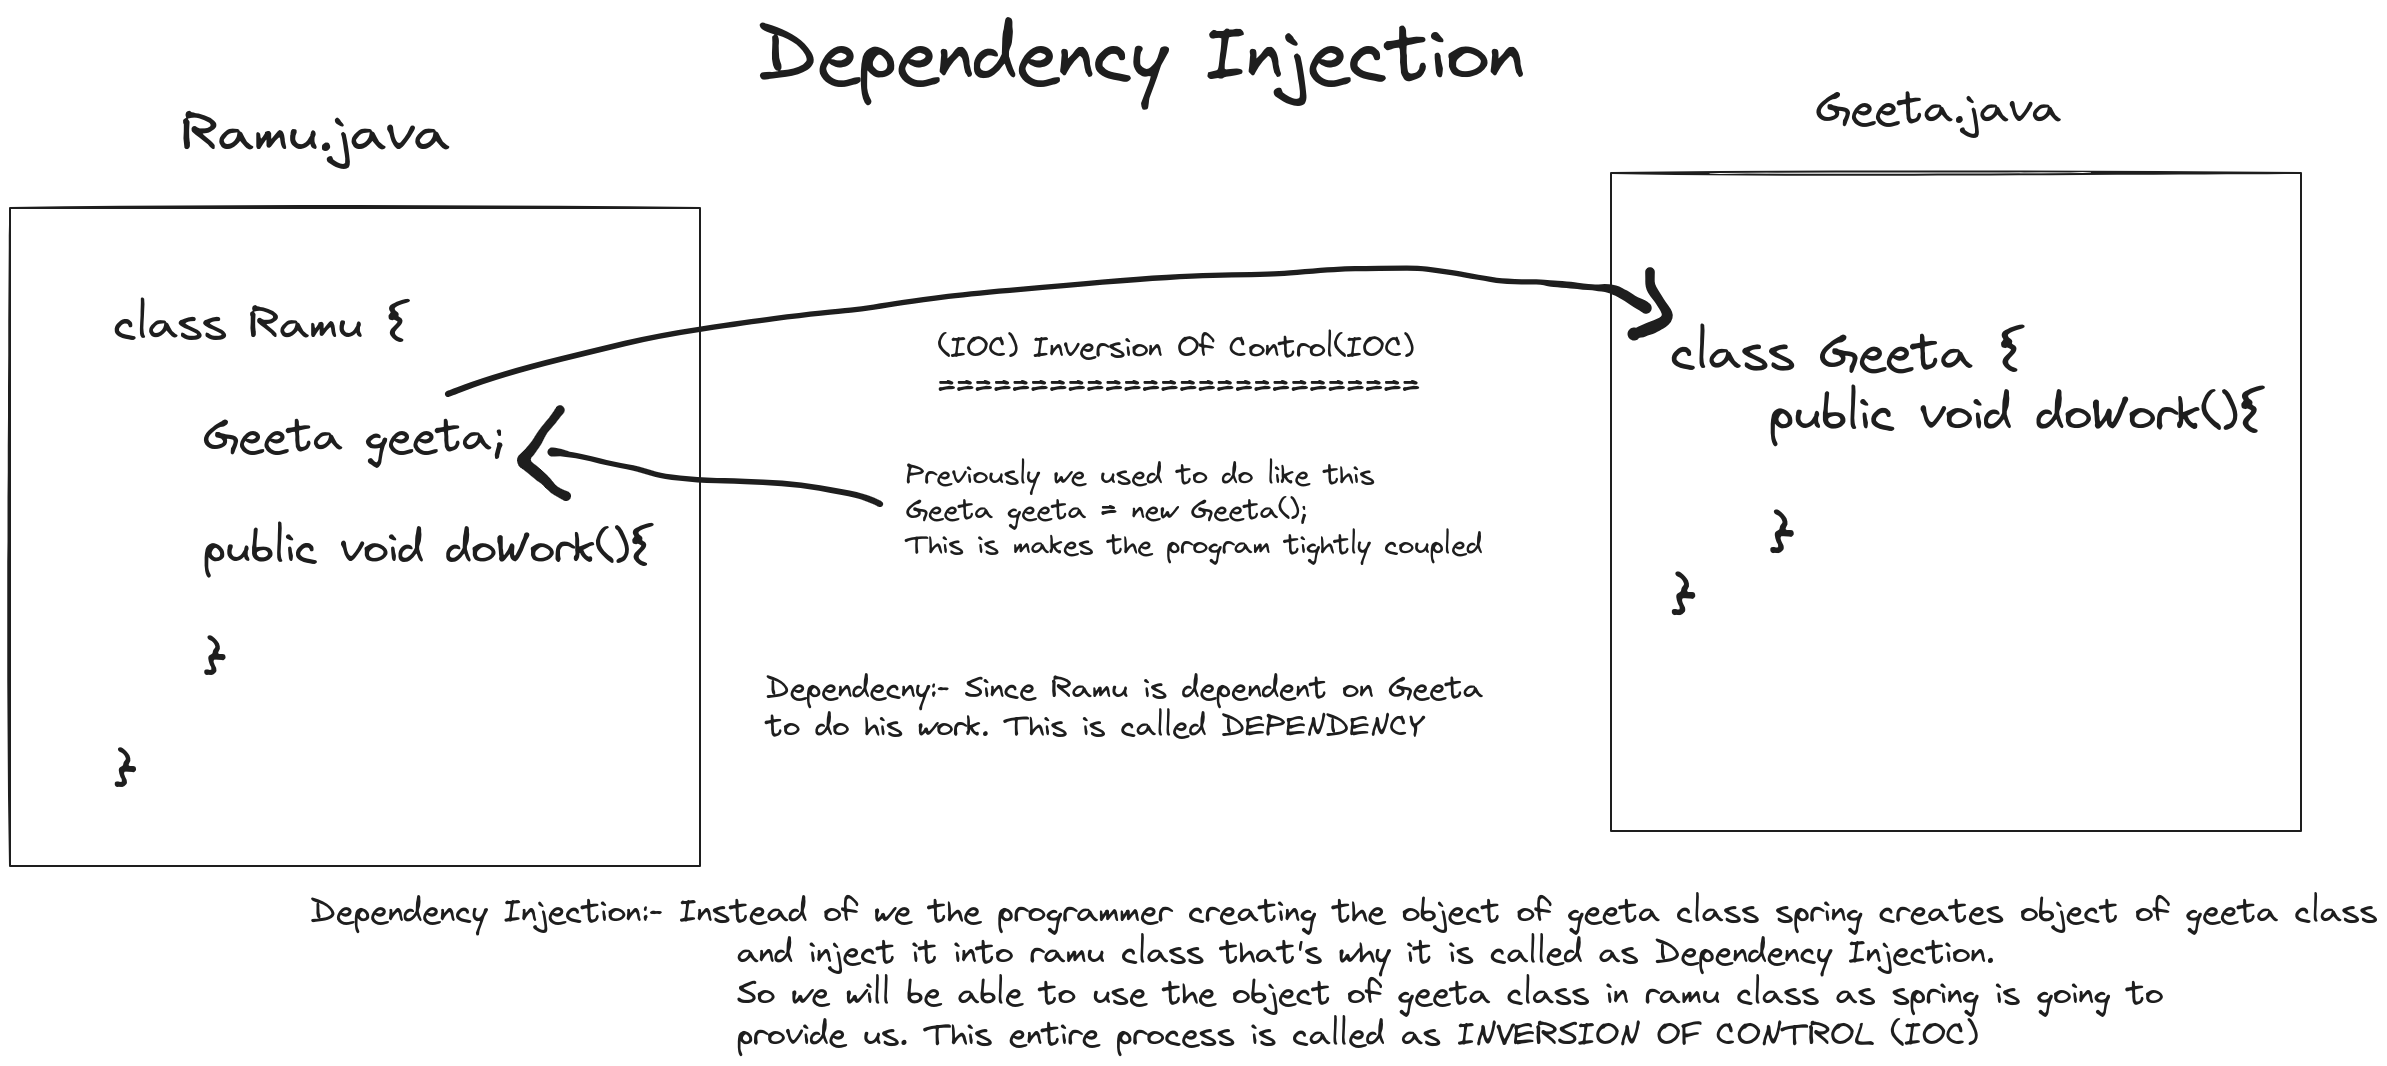 Dependency Injection
Ramu.java
class Ramu {
Geeta geeta;
public void doWork(){
}
}
(IOC) Inversion Of Control(IOC)
==========================
Previously we used to do like this
Geeta geeta = new Geeta();
This is makes the program tightly coupled
Dependecny:- Since Ramu is dependent on Geeta
to do his work. This is called DEPENDENCY
Geeta.java
class Geeta {
public void doWork(){
}
}
Dependency Injection:- Instead of we the programmer creating the object of geeta class spring creates object of geeta class
and inject it into ramu class that's why it is called as Dependency Injection.
So we will be able to use the object of geeta class in ramu class as spring is going to
provide us. This entire process is called as INVERSION OF CONTROL (IOC)